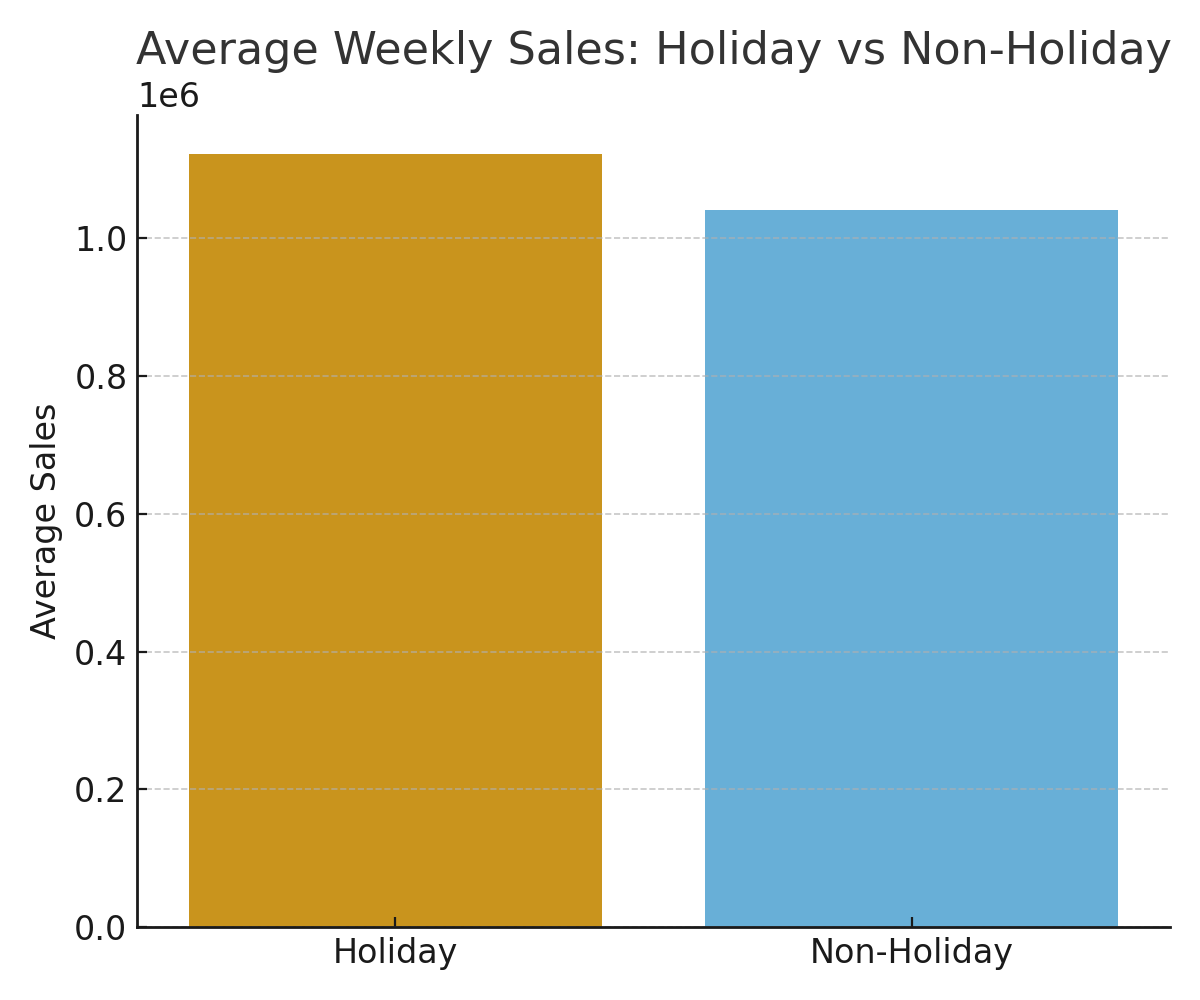 Average Weekly Sales: Holiday vs Non-Holiday
1e6
1.0
0.8
0.6
0.4
0.2
0.0
Average Sales
Holiday
Non-Holiday